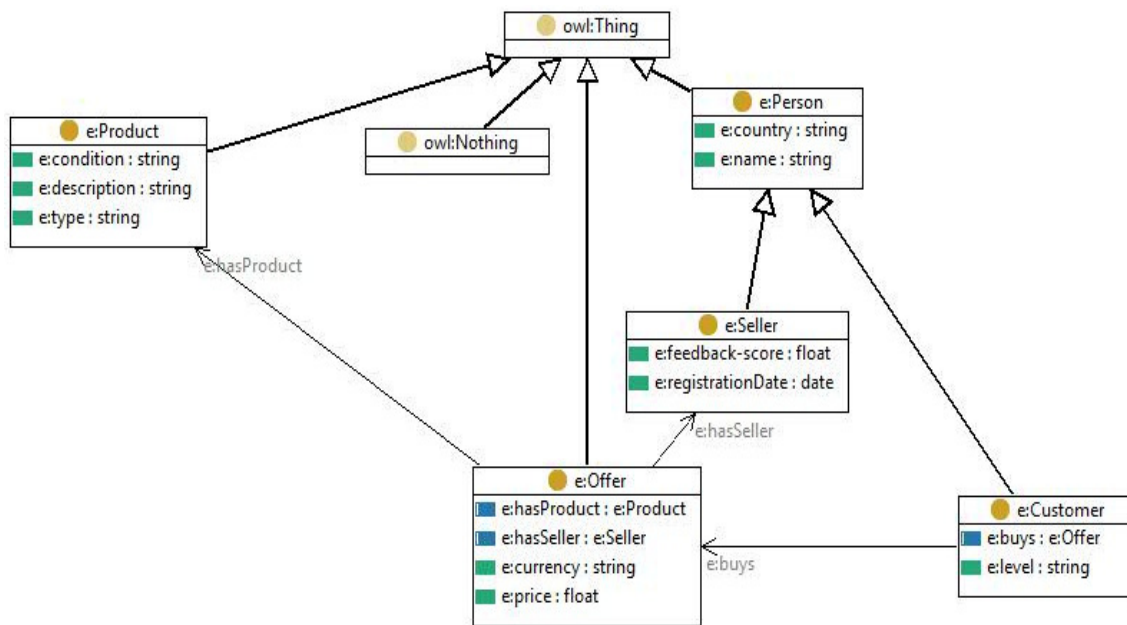 owl:Thing
e:Person
e:country : string
e:name : string
e:Product
e:condition : string
e:description : string
e:type : string
owl:Nothing
e:hasProduct
e:Seller
e:feedback-score : float
e:registrationDate : date
e:hasSeller
e:Offer
e:hasProduct : e:Product
e:hasSeller : e:Seller
e:currency : string
e:price : float
e:buys
e:Customer
e:buys : e:Offer
e:level : string